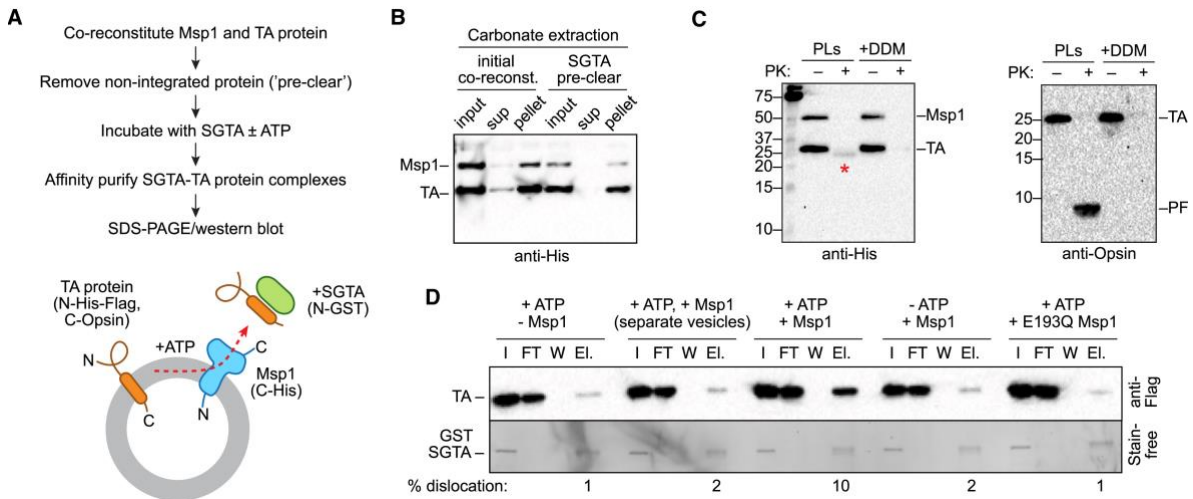 A
Co-reconstitute Msp1 and TA protein
Remove non-integrated protein ('pre-clear')
Incubate with SGTA ± ATP
Affinity purify SGTA-TA protein complexes
SDS-PAGE/western blot
TA protein
(N-His-Flag,
C-Opsin)
+SGTA
(N-GST)
+ATP
N
C
Msp1
(C-His)
C
N
B
Carbonate extraction
initial
co-reconst.
SGTA
pre-clear
input
sup
pellet
input
sup
pellet
Msp1
TA
anti-His
C
PLs +DDM
PK: – + – +
75
50
37
25
20
15
10
Msp1
TA
*
anti-His
PLs +DDM
PK: – + – +
25
20
15
10
TA
PF
anti-Opsin
D
+ ATP
- Msp1
+ ATP, + Msp1
(separate vesicles)
+ ATP
+ Msp1
- ATP
+ Msp1
+ ATP
+ E193Q Msp1
I FT W El. I FT W El. I FT W El. I FT W El. I FT W El.
TA
anti-
Flag
GST
SGTA
Stain-
free
% dislocation: 1 2 10 2 1